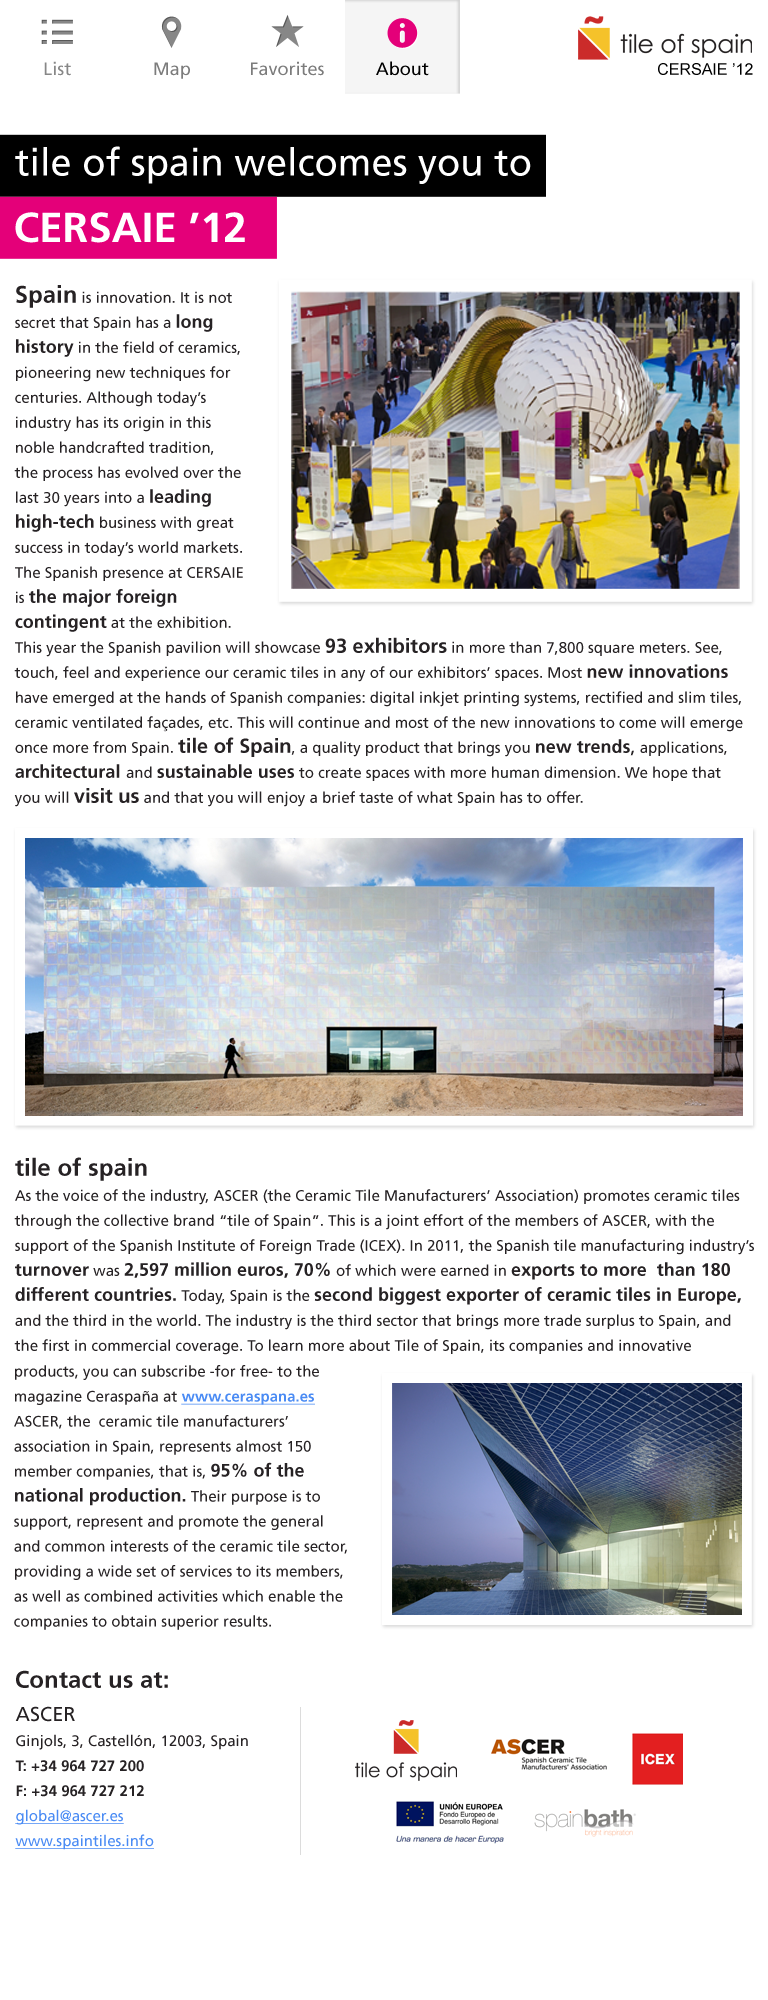 List
Map
Favorites
About
tile of spain
CERSAIE ’12
tile of spain welcomes you to
CERSAIE ’12
Spain is innovation. It is not
secret that Spain has a long
history in the field of ceramics,
pioneering new techniques for
centuries. Although today’s
industry has its origin in this
noble handcrafted tradition,
the process has evolved over the
last 30 years into a leading
high-tech business with great
success in today’s world markets.
The Spanish presence at CERSAIE
is the major foreign
contingent at the exhibition.
This year the Spanish pavilion will showcase 93 exhibitors in more than 7,800 square meters. See,
touch, feel and experience our ceramic tiles in any of our exhibitors’ spaces. Most new innovations
have emerged at the hands of Spanish companies: digital inkjet printing systems, rectified and slim tiles,
ceramic ventilated façades, etc. This will continue and most of the new innovations to come will emerge
once more from Spain. tile of Spain, a quality product that brings you new trends, applications,
architectural and sustainable uses to create spaces with more human dimension. We hope that
you will visit us and that you will enjoy a brief taste of what Spain has to offer.
tile of spain
As the voice of the industry, ASCER (the Ceramic Tile Manufacturers’ Association) promotes ceramic tiles
through the collective brand “tile of Spain”. This is a joint effort of the members of ASCER, with the
support of the Spanish Institute of Foreign Trade (ICEX). In 2011, the Spanish tile manufacturing industry’s
turnover was 2,597 million euros, 70% of which were earned in exports to more than 180
different countries. Today, Spain is the second biggest exporter of ceramic tiles in Europe,
and the third in the world. The industry is the third sector that brings more trade surplus to Spain, and
the first in commercial coverage. To learn more about Tile of Spain, its companies and innovative
products, you can subscribe -for free- to the
magazine Ceraspaña at www.ceraspana.es
ASCER, the ceramic tile manufacturers’
association in Spain, represents almost 150
member companies, that is, 95% of the
national production. Their purpose is to
support, represent and promote the general
and common interests of the ceramic tile sector,
providing a wide set of services to its members,
as well as combined activities which enable the
companies to obtain superior results.
Contact us at:
ASCER
Ginjols, 3, Castellón, 12003, Spain
T: +34 964 727 200
F: +34 964 727 212
global@ascer.es
www.spaintiles.info
tile of spain
ASCER
Spanish Ceramic Tile
Manufacturers’ Association
ICEX
UNIÓN EUROPEA
Fondo Europeo de
Desarrollo Regional
Una manera de hacer Europa
spainbath
bright inspiration